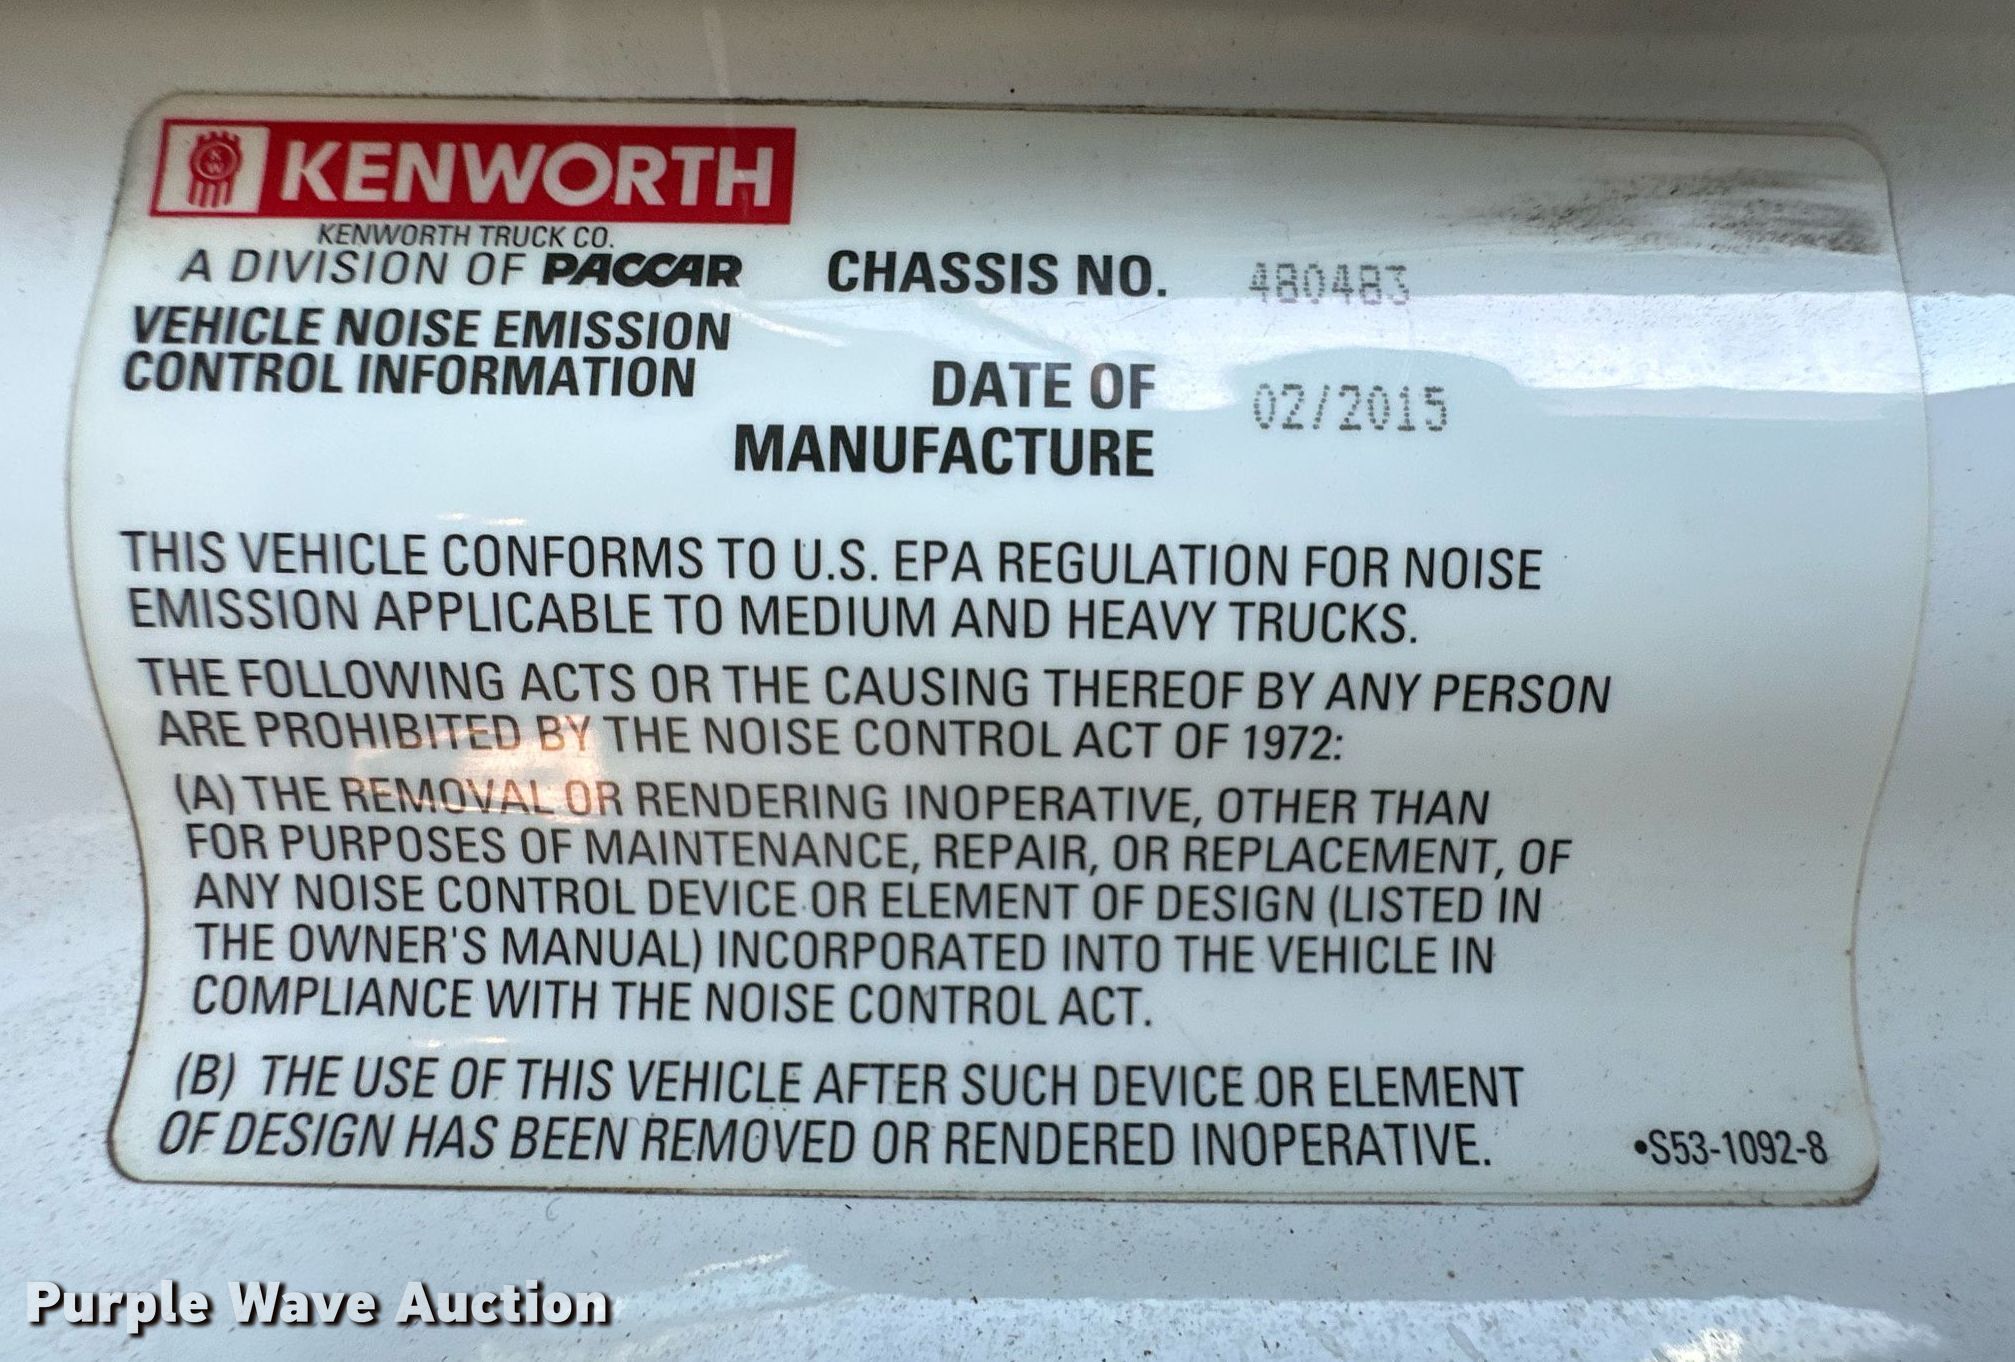 KENWORTH
KENWORTH TRUCK CO.
A DIVISION OF PACCAR
VEHICLE NOISE EMISSION
CONTROL INFORMATION
CHASSIS NO. 480483
DATE OF
MANUFACTURE
02/2015
THIS VEHICLE CONFORMS TO U.S. EPA REGULATION FOR NOISE
EMISSION APPLICABLE TO MEDIUM AND HEAVY TRUCKS.
THE FOLLOWING ACTS OR THE CAUSING THEREOF BY ANY PERSON
ARE PROHIBITED BY THE NOISE CONTROL ACT OF 1972:
(A) THE REMOVAL OR RENDERING INOPERATIVE, OTHER THAN
FOR PURPOSES OF MAINTENANCE, REPAIR, OR REPLACEMENT, OF
ANY NOISE CONTROL DEVICE OR ELEMENT OF DESIGN (LISTED IN
THE OWNER'S MANUAL) INCORPORATED INTO THE VEHICLE IN
COMPLIANCE WITH THE NOISE CONTROL ACT.
(B) THE USE OF THIS VEHICLE AFTER SUCH DEVICE OR ELEMENT
OF DESIGN HAS BEEN REMOVED OR RENDERED INOPERATIVE.
•S53-1092-8
Purple Wave Auction